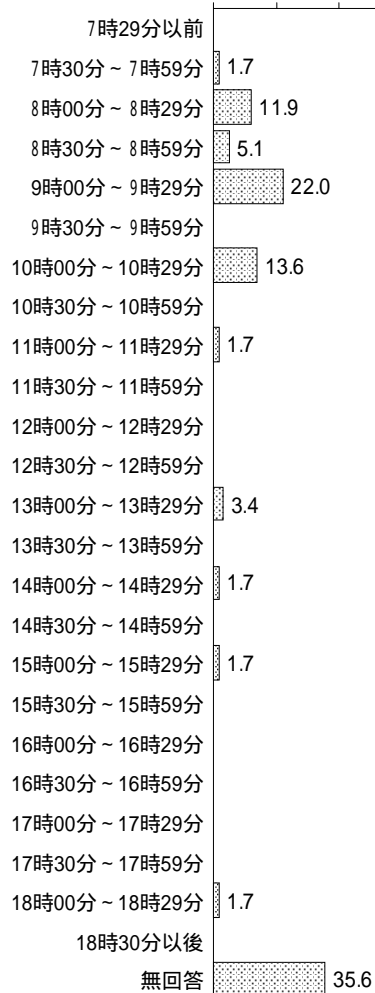 7時29分以前
7時30分～7時59分 1.7
8時00分～8時29分 11.9
8時30分～8時59分 5.1
9時00分～9時29分 22.0
9時30分～9時59分
10時00分～10時29分 13.6
10時30分～10時59分
11時00分～11時29分 1.7
11時30分～11時59分
12時00分～12時29分
12時30分～12時59分
13時00分～13時29分 3.4
13時30分～13時59分
14時00分～14時29分 1.7
14時30分～14時59分
15時00分～15時29分 1.7
15時30分～15時59分
16時00分～16時29分
16時30分～16時59分
17時00分～17時29分
17時30分～17時59分
18時00分～18時29分 1.7
18時30分以後
無回答 35.6